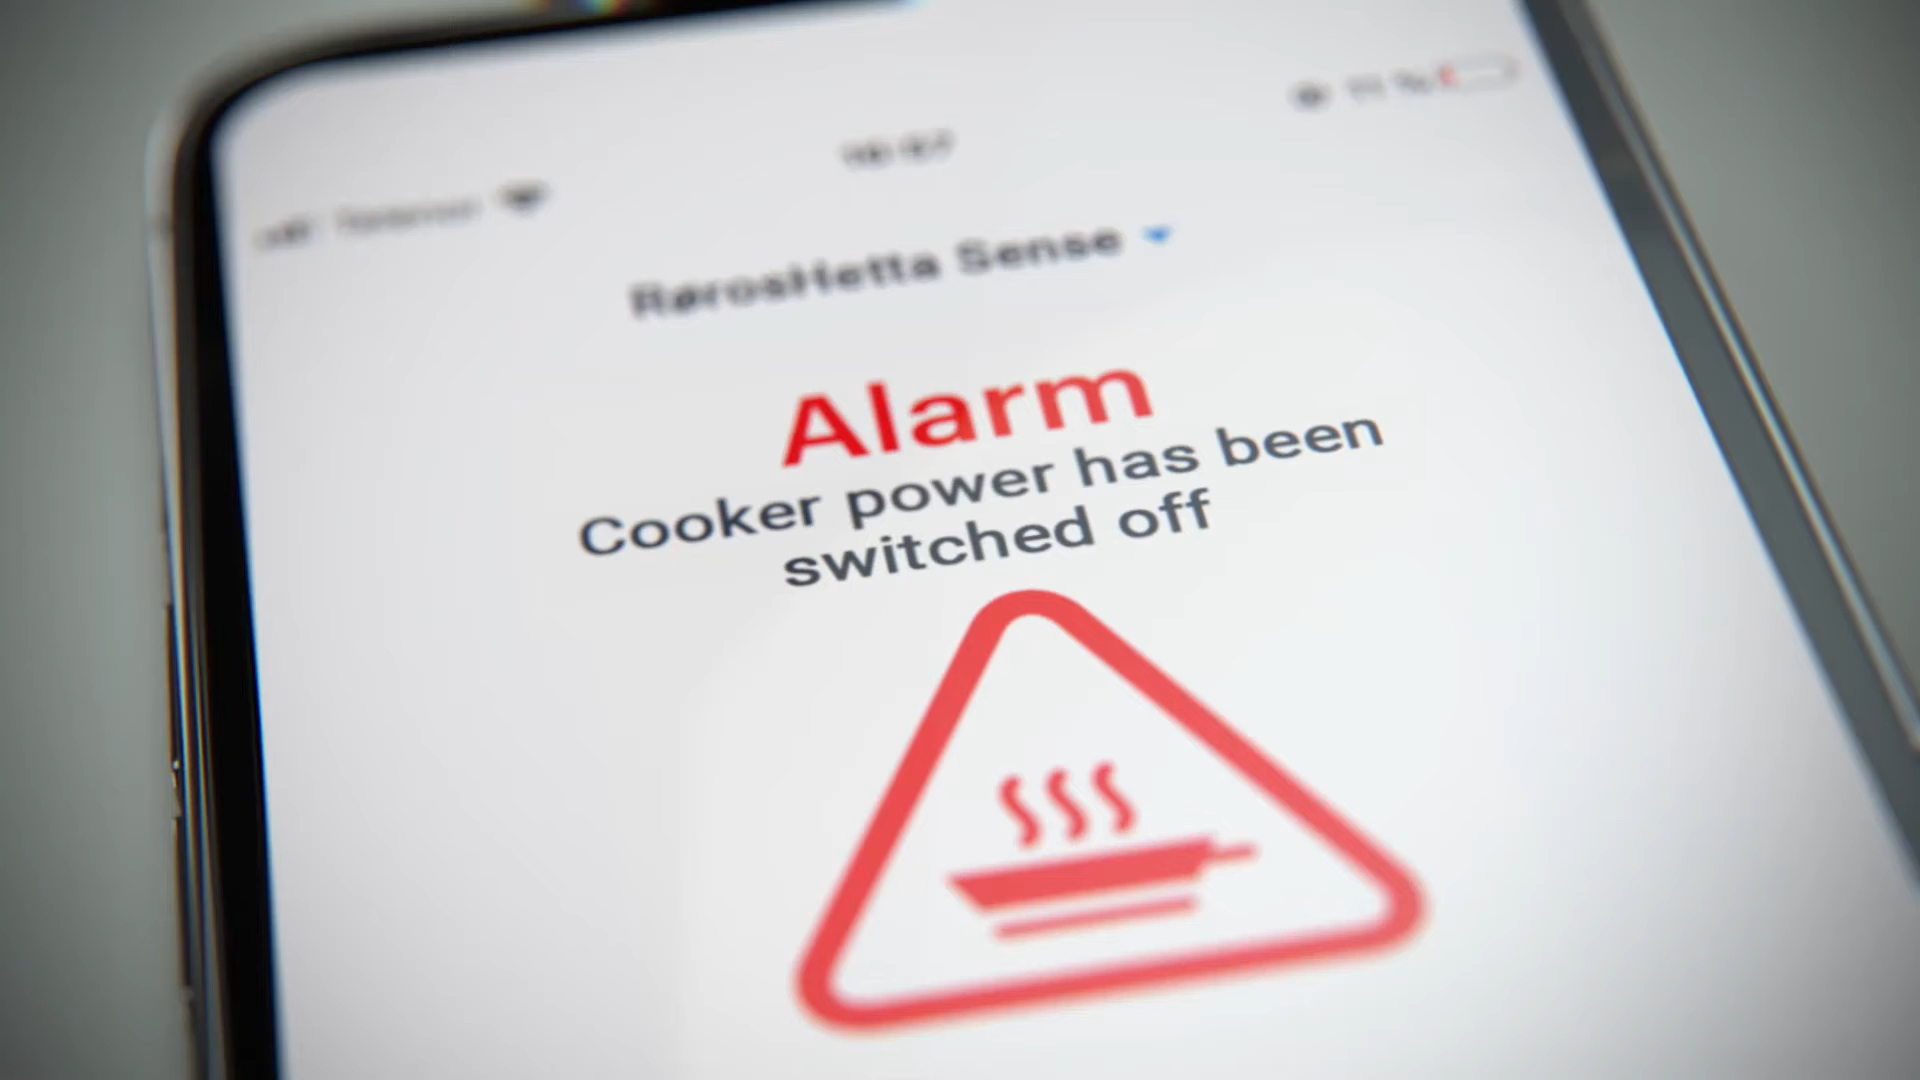 RørosHetta Sense
Alarm
Cooker power has been
switched off